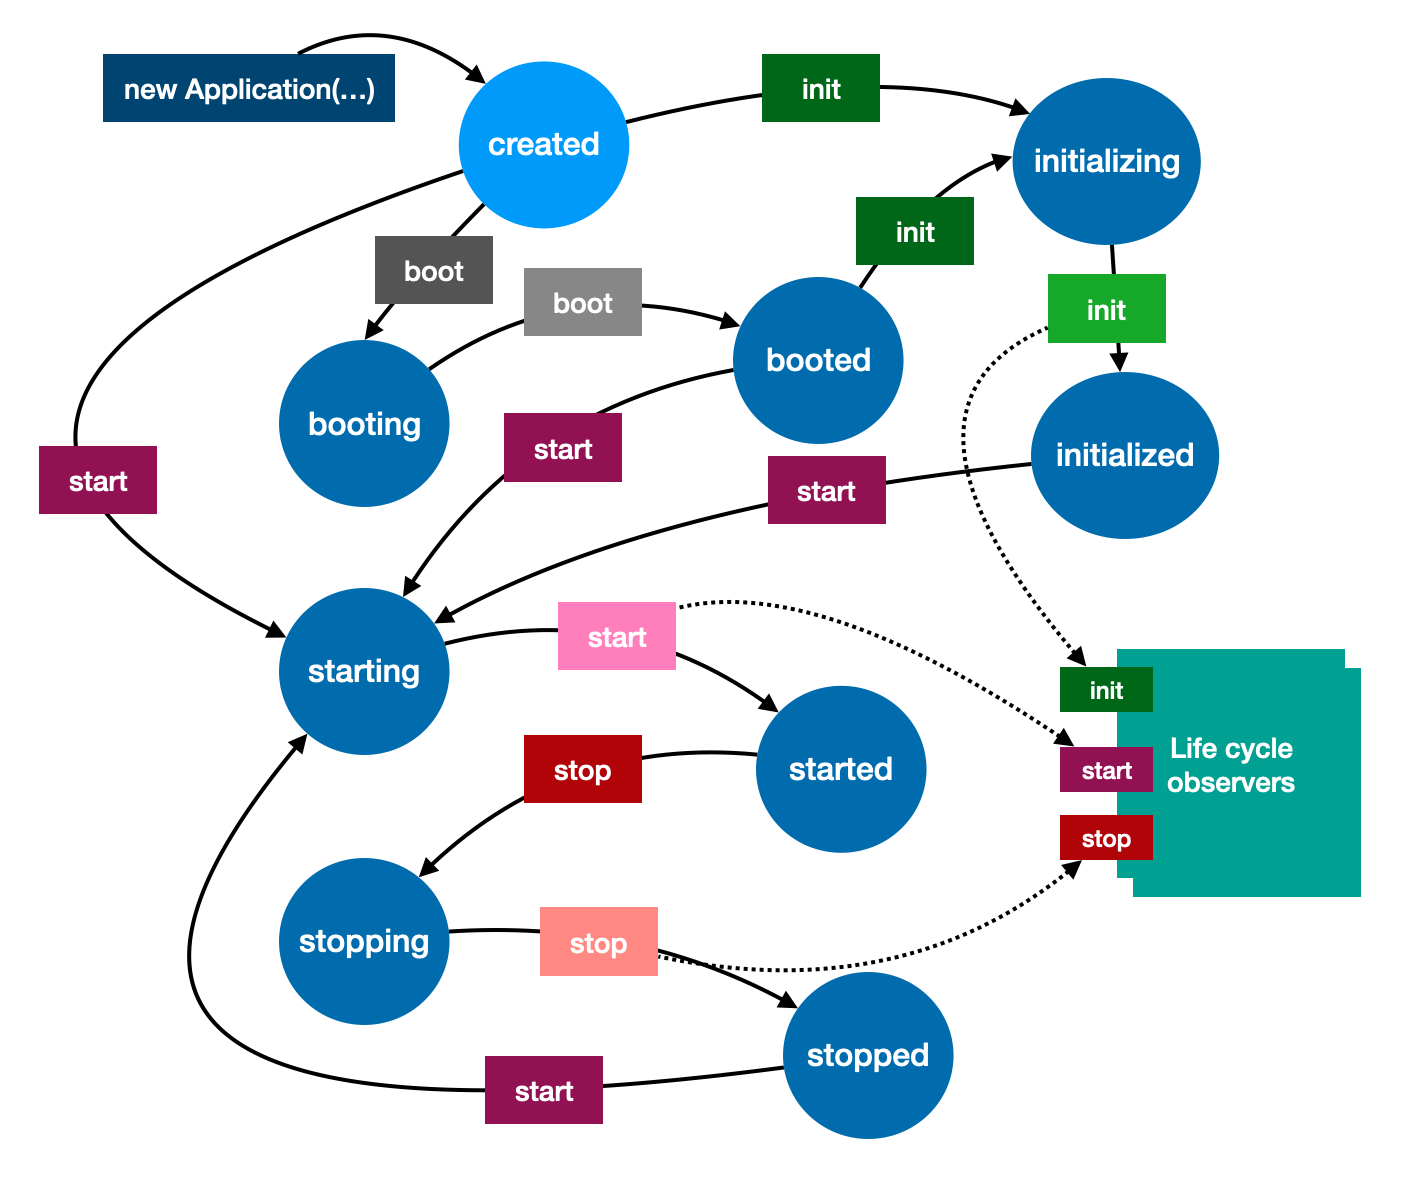 new Application(...)
created
init
initializing
init
boot
boot
init
booted
booting
start
initialized
start
start
start
starting
init
Life cycle
observers
start
started
stop
stop
stopping
stop
stopped
start